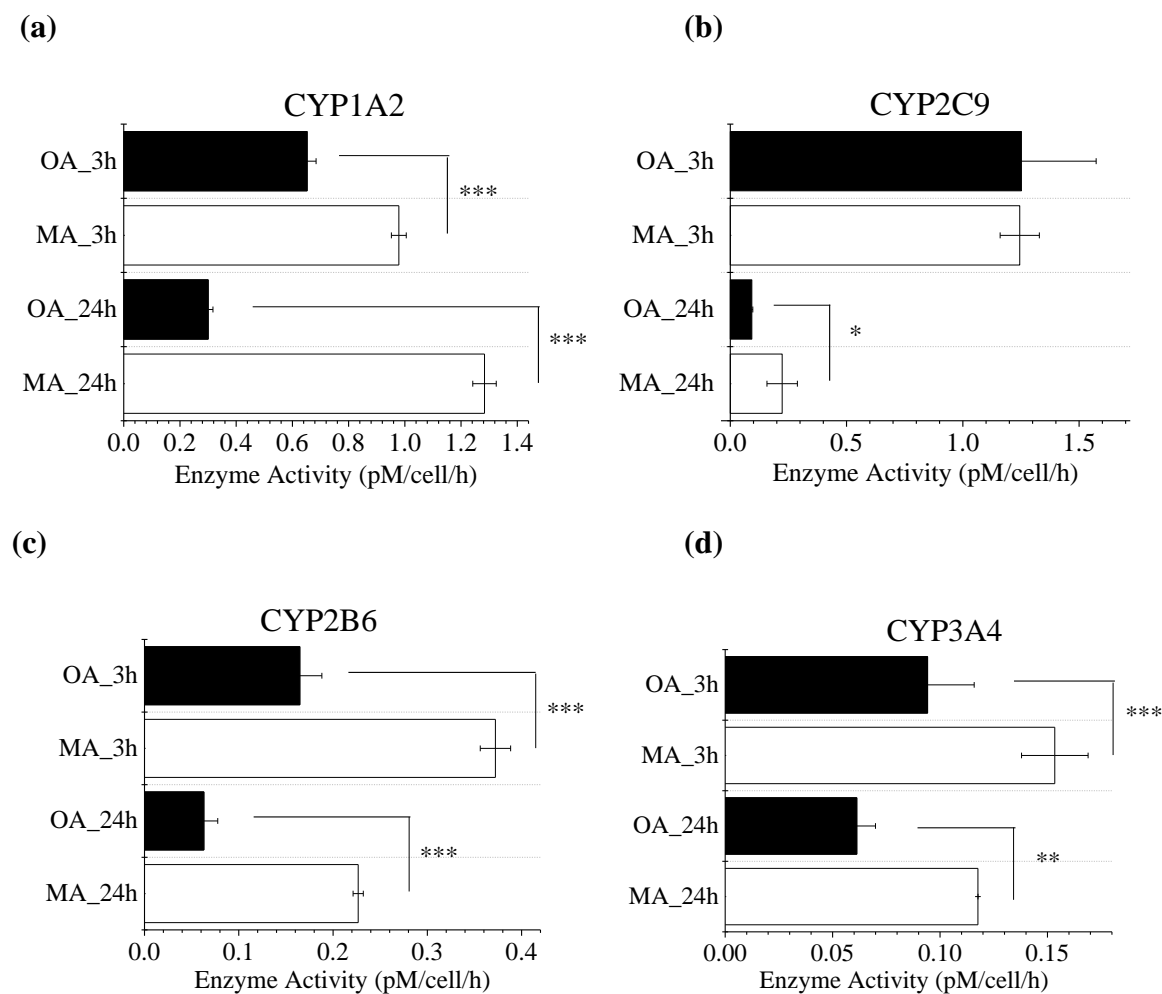 (a)
CYP1A2
OA_3h
MA_3h
OA_24h
MA_24h
***
***
0.0 0.2 0.4 0.6 0.8 1.0 1.2 1.4
Enzyme Activity (pM/cell/h)
(b)
CYP2C9
OA_3h
MA_3h
OA_24h
MA_24h
*
0.0 0.5 1.0 1.5
Enzyme Activity (pM/cell/h)
(c)
CYP2B6
OA_3h
MA_3h
OA_24h
MA_24h
***
***
0.0 0.1 0.2 0.3 0.4
Enzyme Activity (pM/cell/h)
(d)
CYP3A4
OA_3h
MA_3h
OA_24h
MA_24h
***
**
0.00 0.05 0.10 0.15
Enzyme Activity (pM/cell/h)